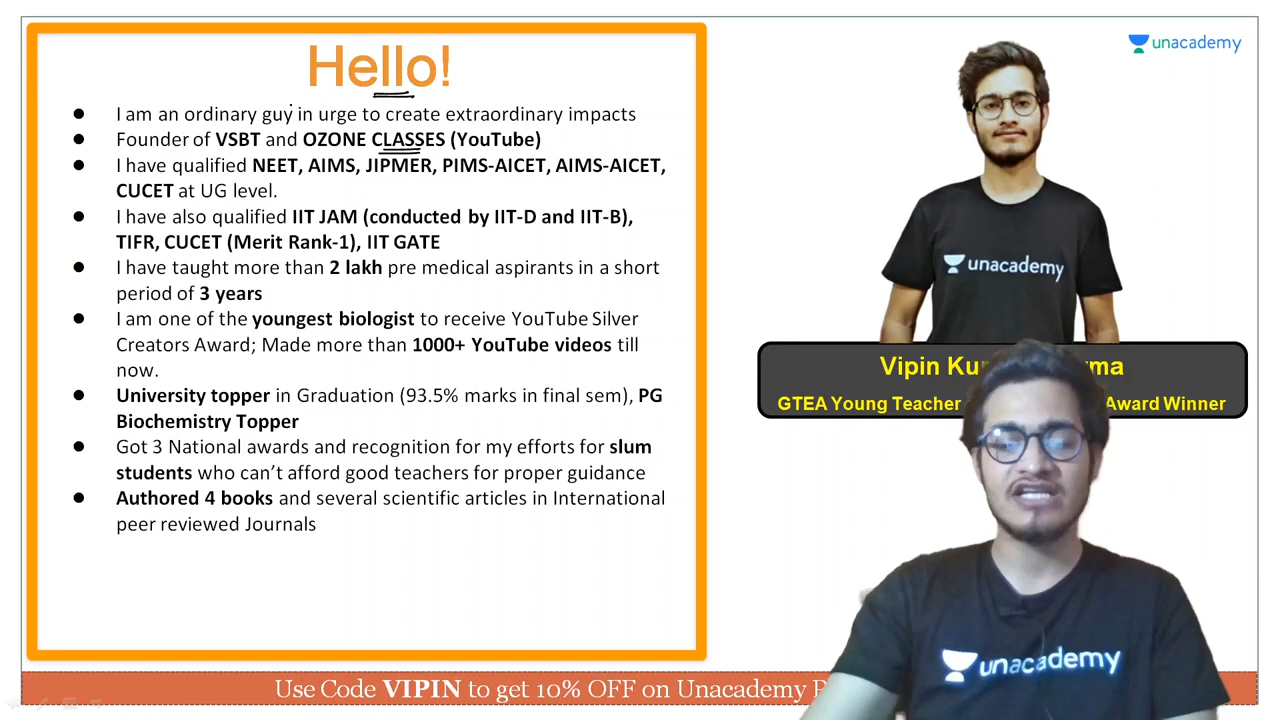 Hello!
unacademy
● I am an ordinary guy in urge to create extraordinary impacts
● Founder of VSBT and OZONE CLASSES (YouTube)
● I have qualified NEET, AIMS, JIPMER, PIMS-AICET, AIMS-AICET,
CUCET at UG level.
● I have also qualified IIT JAM (conducted by IIT-D and IIT-B),
TIFR, CUCET (Merit Rank-1), IIT GATE
● I have taught more than 2 lakh pre medical aspirants in a short
period of 3 years
● I am one of the youngest biologist to receive YouTube Silver
Creators Award; Made more than 1000+ YouTube videos till
now.
● University topper in Graduation (93.5% marks in final sem), PG
Biochemistry Topper
● Got 3 National awards and recognition for my efforts for slum
students who can’t afford good teachers for proper guidance
● Authored 4 books and several scientific articles in International
peer reviewed Journals
unacademy
Vipin
GTEA Young Teacher Award Winner
unacademy
Use Code VIPIN to get 10% OFF on Unacademy